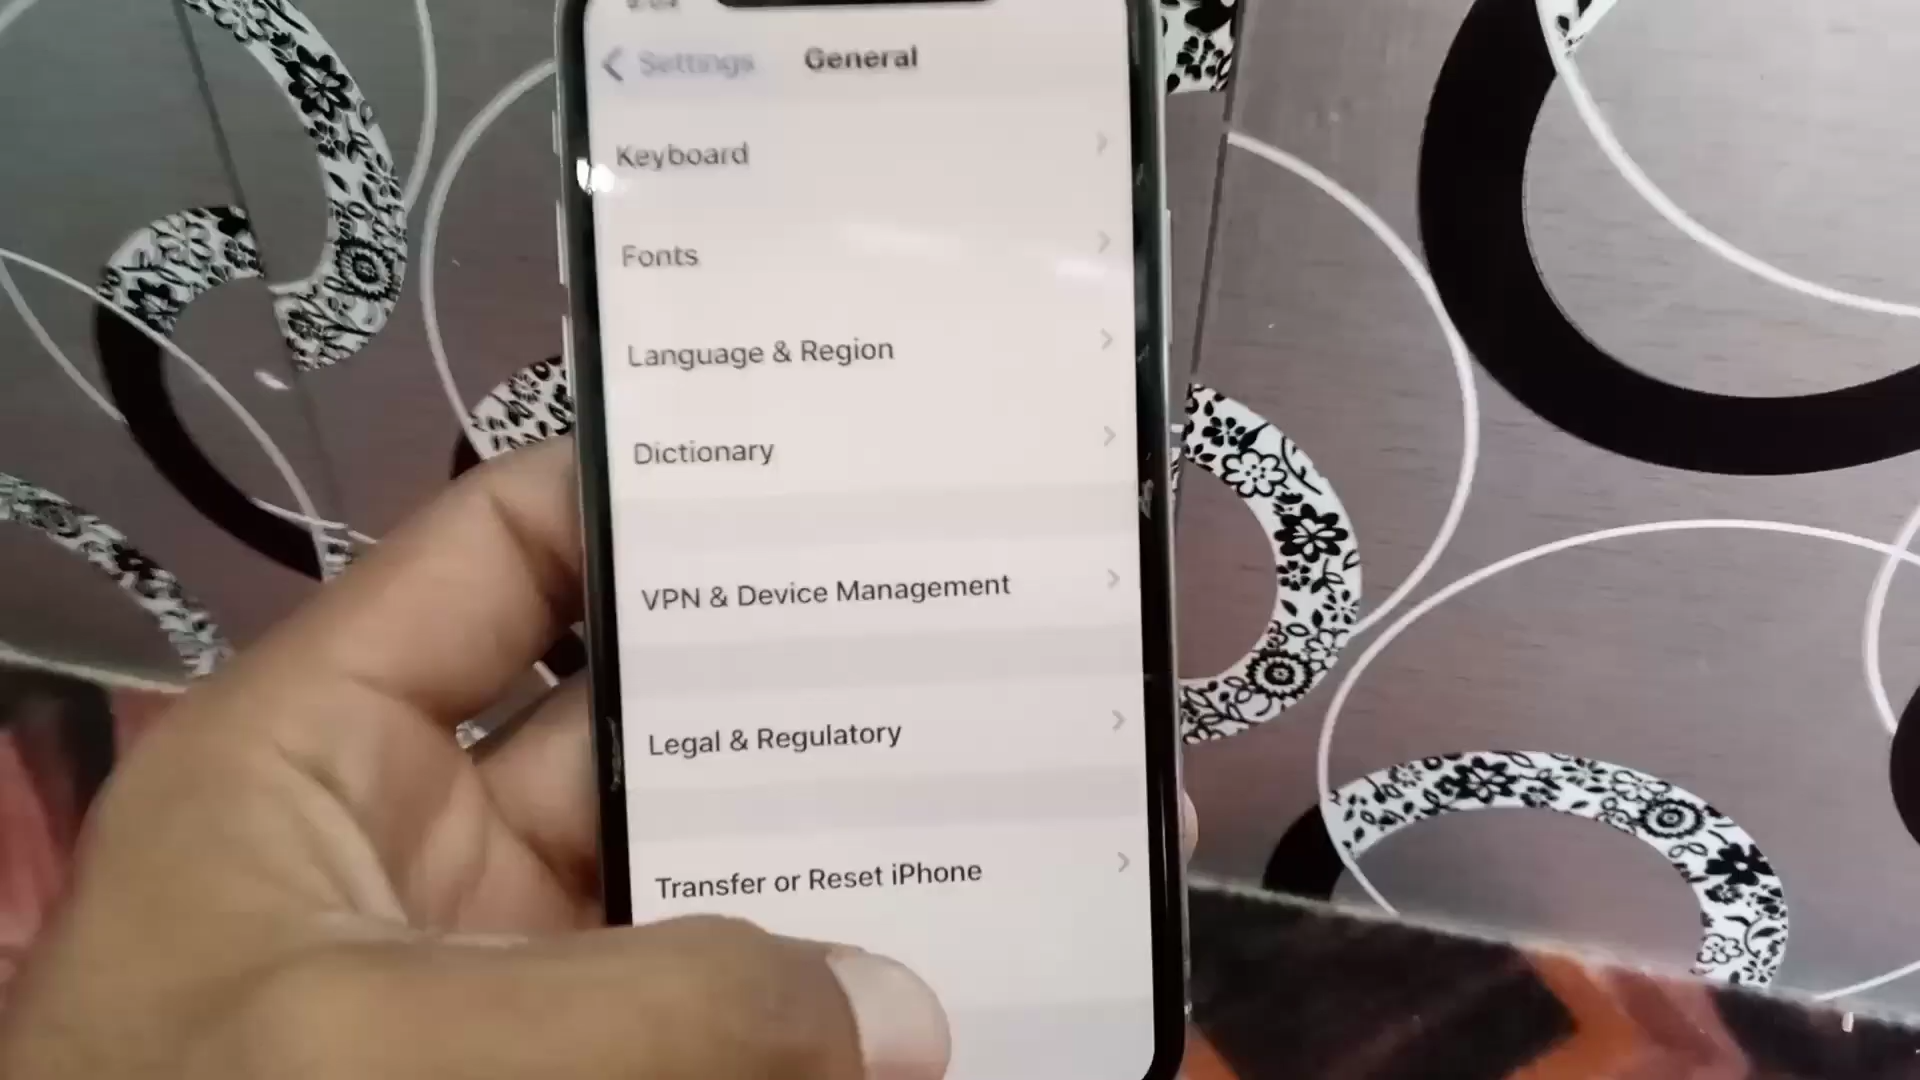 Settings
General
Keyboard
Fonts
Language & Region
Dictionary
VPN & Device Management
Legal & Regulatory
Transfer or Reset iPhone